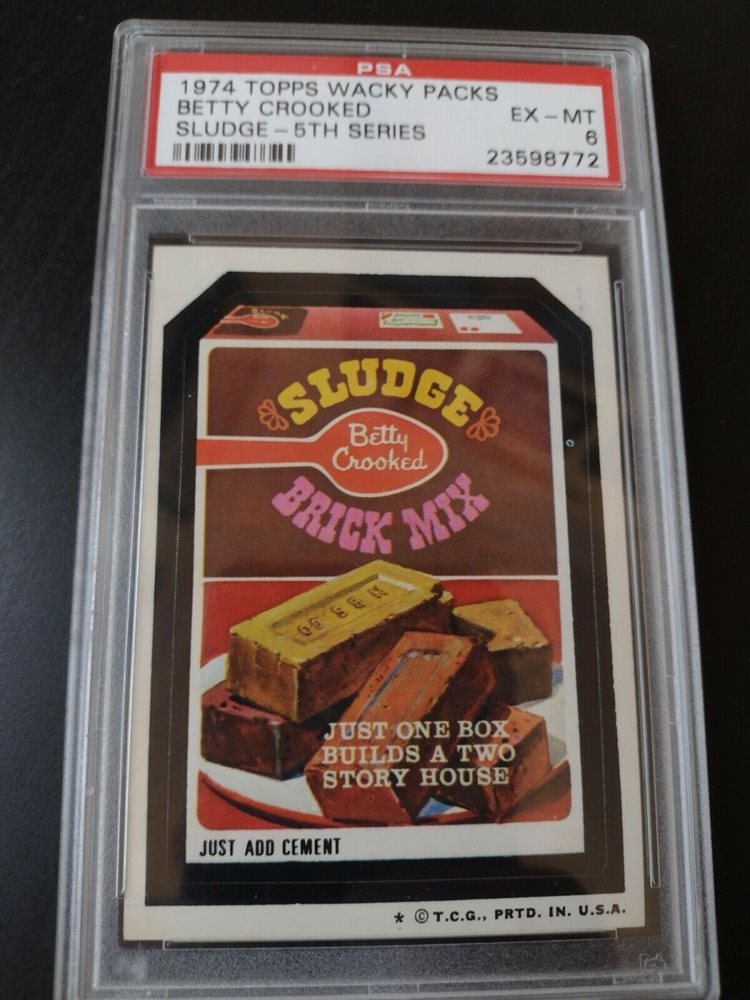 PSA
1974 TOPPS WACKY PACKS
BETTY CROOKED EX - MT
SLUDGE - 5TH SERIES 6
23598772
SLUDGE
Betty
Crooked
BRICK MIX
JUST ONE BOX
BUILDS A TWO
STORY HOUSE
JUST ADD CEMENT
* © T.C.G., PRTD. IN. U.S.A.